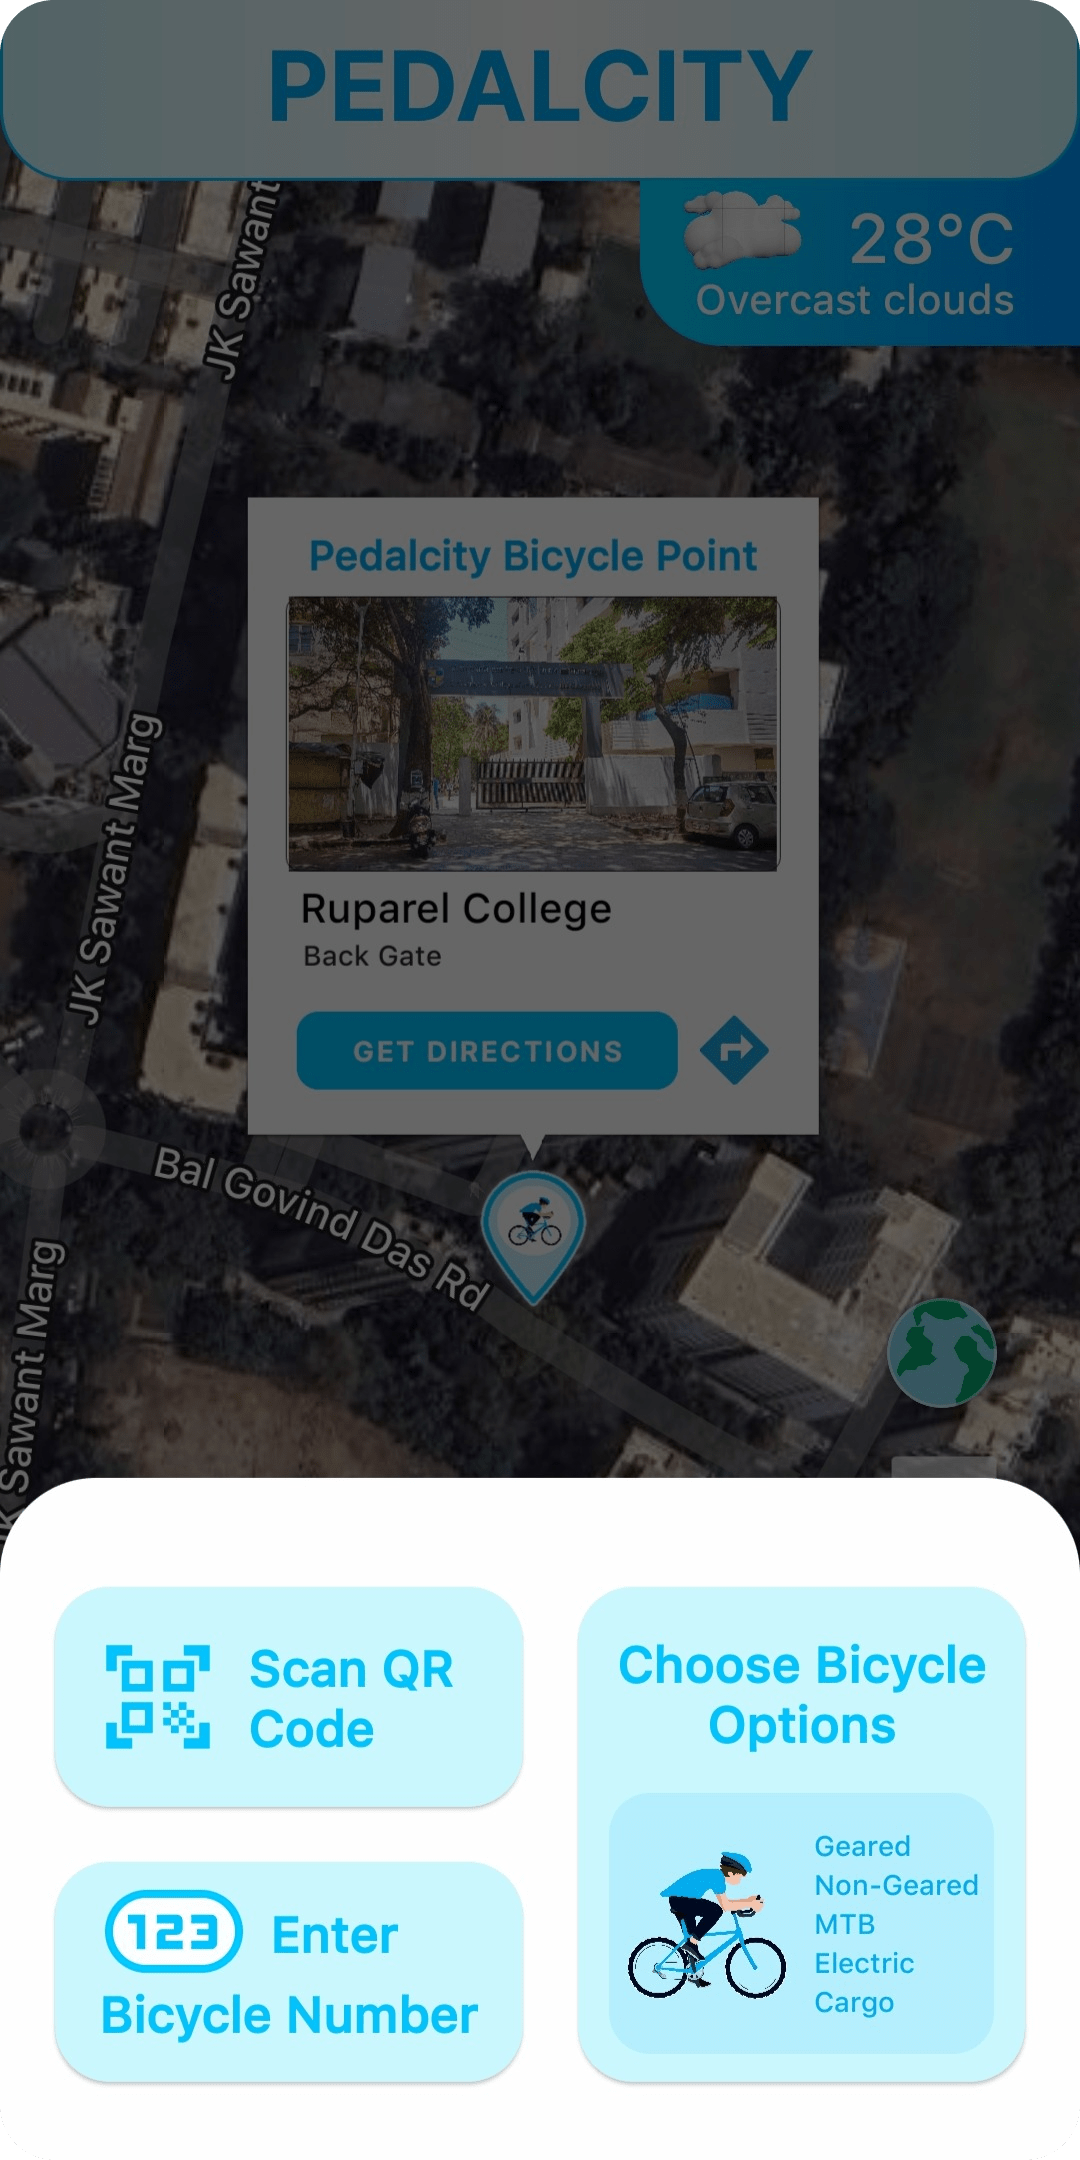 PEDALCITY
28°C
Overcast clouds
JK Sawant
Pedalcity Bicycle Point
JK Sawant Marg
Ruparel College
Back Gate
GET DIRECTIONS
Bal Govind Das Rd
JK Sawant Marg
Scan QR
Code
Choose Bicycle
Options
123 Enter
Bicycle Number
Geared
Non-Geared
MTB
Electric
Cargo